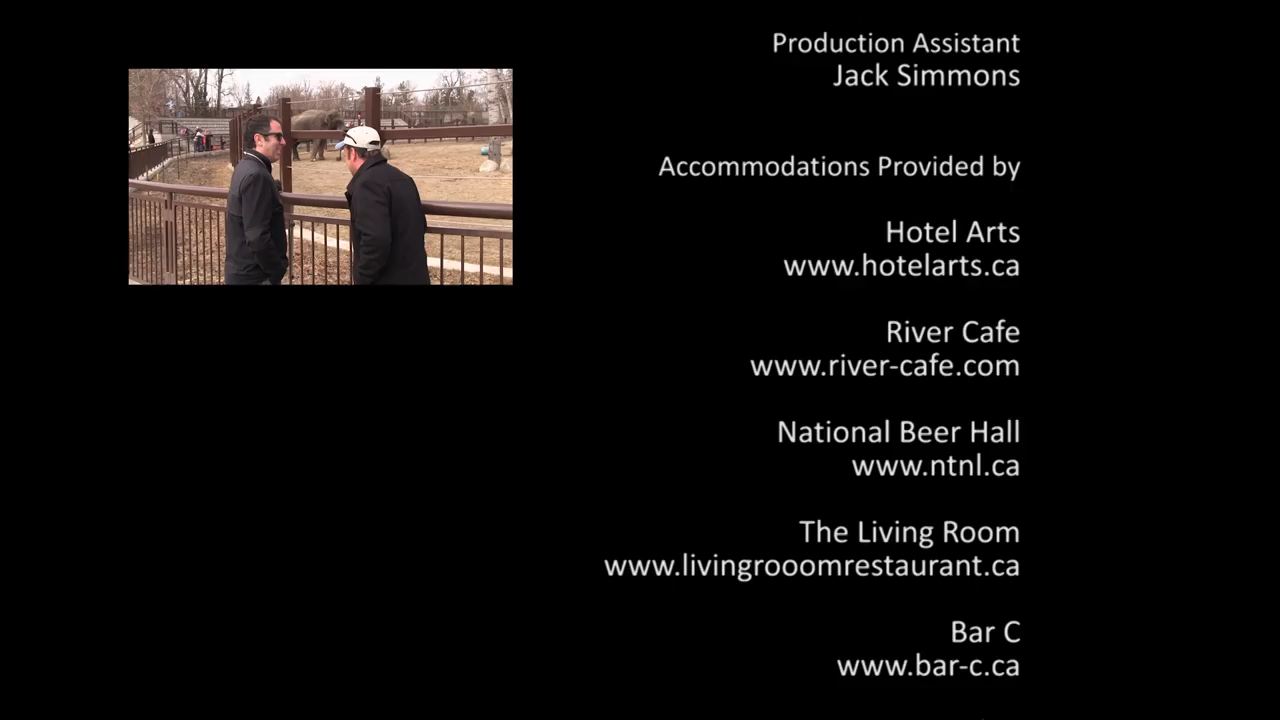 Production Assistant
Jack Simmons
Accommodations Provided by
Hotel Arts
www.hotelarts.ca
River Cafe
www.river-cafe.com
National Beer Hall
www.ntnl.ca
The Living Room
www.livingrooomrestaurant.ca
Bar C
www.bar-c.ca